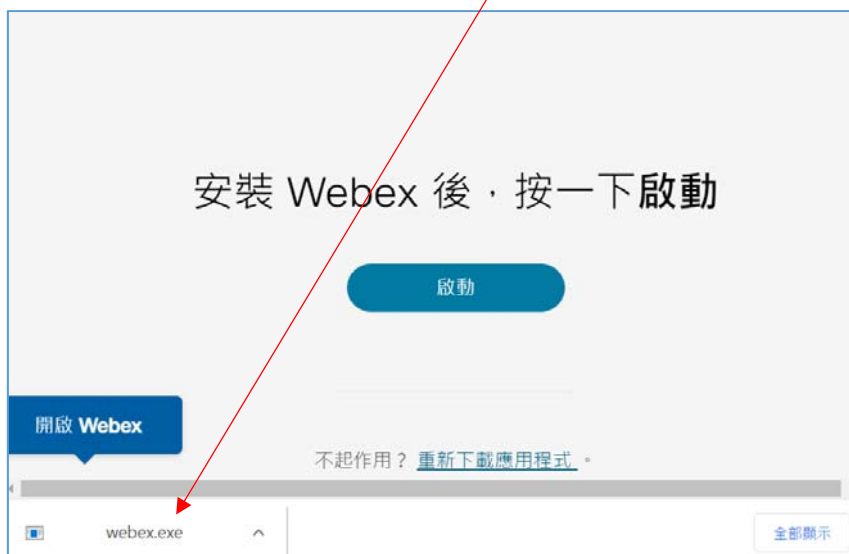 安裝 Webex 後，按一下啟動
啟動
開啟 Webex
不起作用？ 重新下載應用程式 。
webex.exe
全部顯示